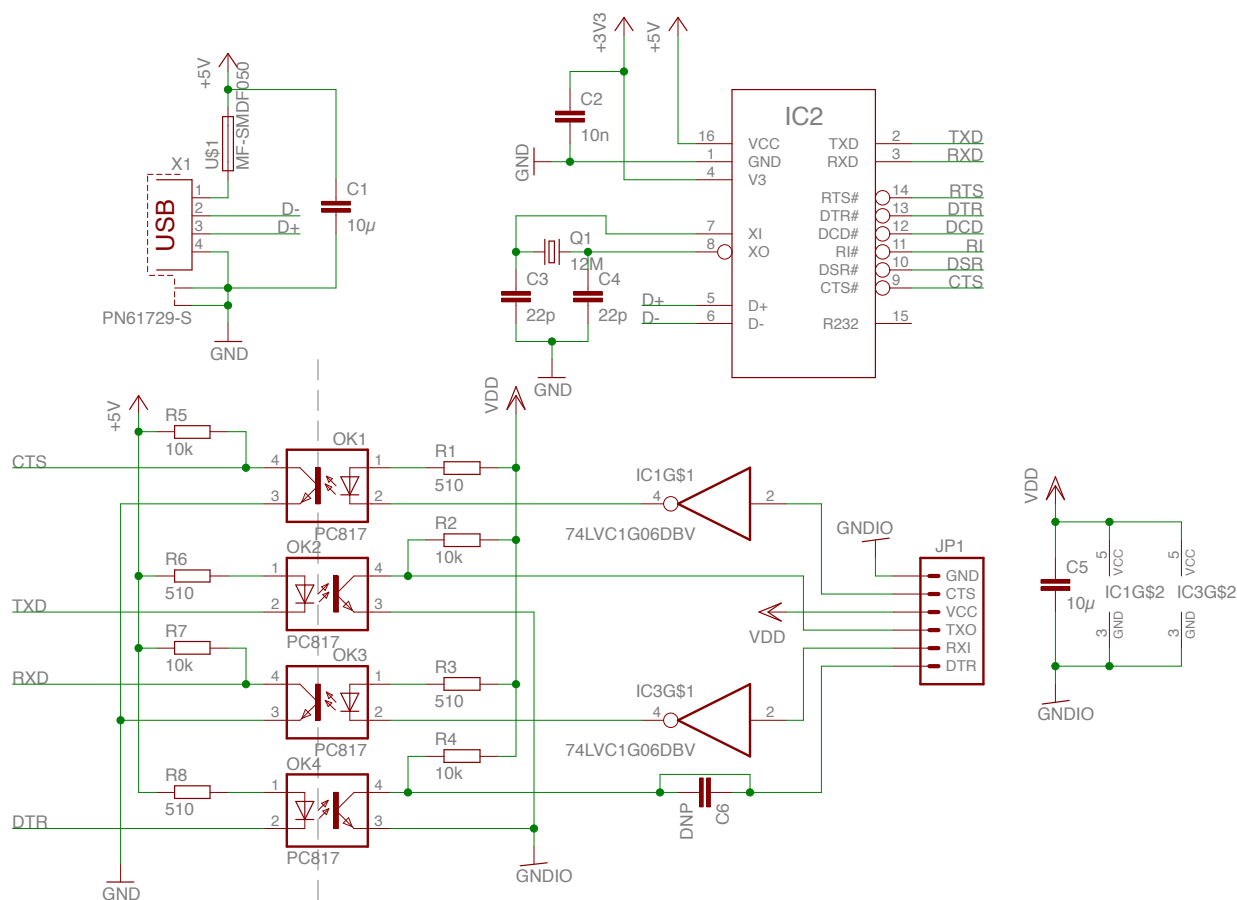 +5V
U$1
MF-SMDF050
X1
USB
1
2
3
4
D-
D+
C1
10µ
PN61729-S
GND
+3V3
+5V
C2
10n
GND
Q1
12M
C3
22p
C4
22p
GND
D+
D-
IC2
16 VCC
1 GND
4 V3
7 XI
8 XO
5 D+
6 D-
TXD 2 TXD
RXD 3 RXD
RTS# 14 RTS
DTR# 13 DTR
DCD# 12 DCD
RI# 11 RI
DSR# 10 DSR
CTS# 9 CTS
R232 15
+5V
R5
10k
CTS
OK1
4 1
3 2
PC817
R1
510
VDD
R2
10k
IC1G$1
4 2
74LVC1G06DBV
R6
510
TXD
OK2
1 4
2 3
PC817
R7
10k
RXD
OK3
4 1
3 2
PC817
R3
510
IC3G$1
4 2
74LVC1G06DBV
R4
10k
R8
510
DTR
OK4
1 4
2 3
PC817
GND
GNDIO
DNP
C6
GNDIO
VDD
JP1
GND
CTS
VCC
TXO
RXI
DTR
VDD
C5
10µ
5 VCC
IC1G$2
3 GND
5 VCC
IC3G$2
3 GND
GNDIO